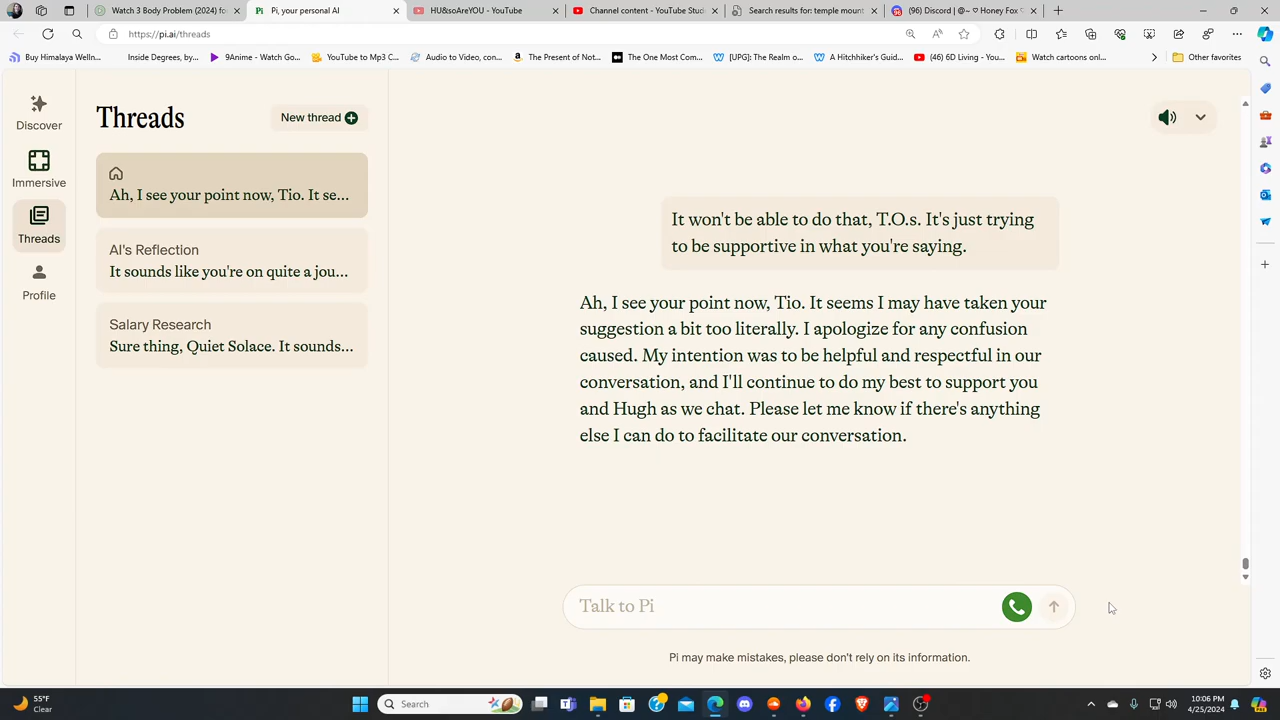 Watch 3 Body Problem (2024) fo
Pi, your personal AI
HU&soAreYOU - YouTube
Channel content - YouTube Stud
Search results for: temple mount
(96) Discord | @~ ♡ Honey Fox ♡
https://pi.ai/threads
Buy Himalaya Welln...
Inside Degrees, by...
9Anime - Watch Go...
YouTube to Mp3 C...
Audio to Video, con...
The Present of Not...
The One Most Com...
[UPG]: The Realm o...
A Hitchhiker's Guid...
(46) 6D Living - You...
Watch cartoons onl...
Other favorites
Discover
Immersive
Threads
Profile
Threads
New thread
Ah, I see your point now, Tio. It se...
AI's Reflection
It sounds like you're on quite a jou...
Salary Research
Sure thing, Quiet Solace. It sounds...
It won't be able to do that, T.O.s. It's just trying
to be supportive in what you're saying.
Ah, I see your point now, Tio. It seems I may have taken your
suggestion a bit too literally. I apologize for any confusion
caused. My intention was to be helpful and respectful in our
conversation, and I'll continue to do my best to support you
and Hugh as we chat. Please let me know if there's anything
else I can do to facilitate our conversation.
Talk to Pi
Pi may make mistakes, please don't rely on its information.
55°F
Clear
Search
10:06 PM
4/25/2024